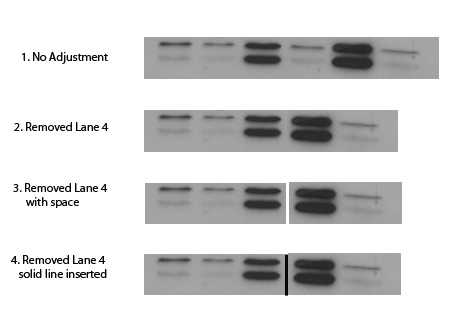 1. No Adjustment
2. Removed Lane 4
3. Removed Lane 4
with space
4. Removed Lane 4
solid line inserted